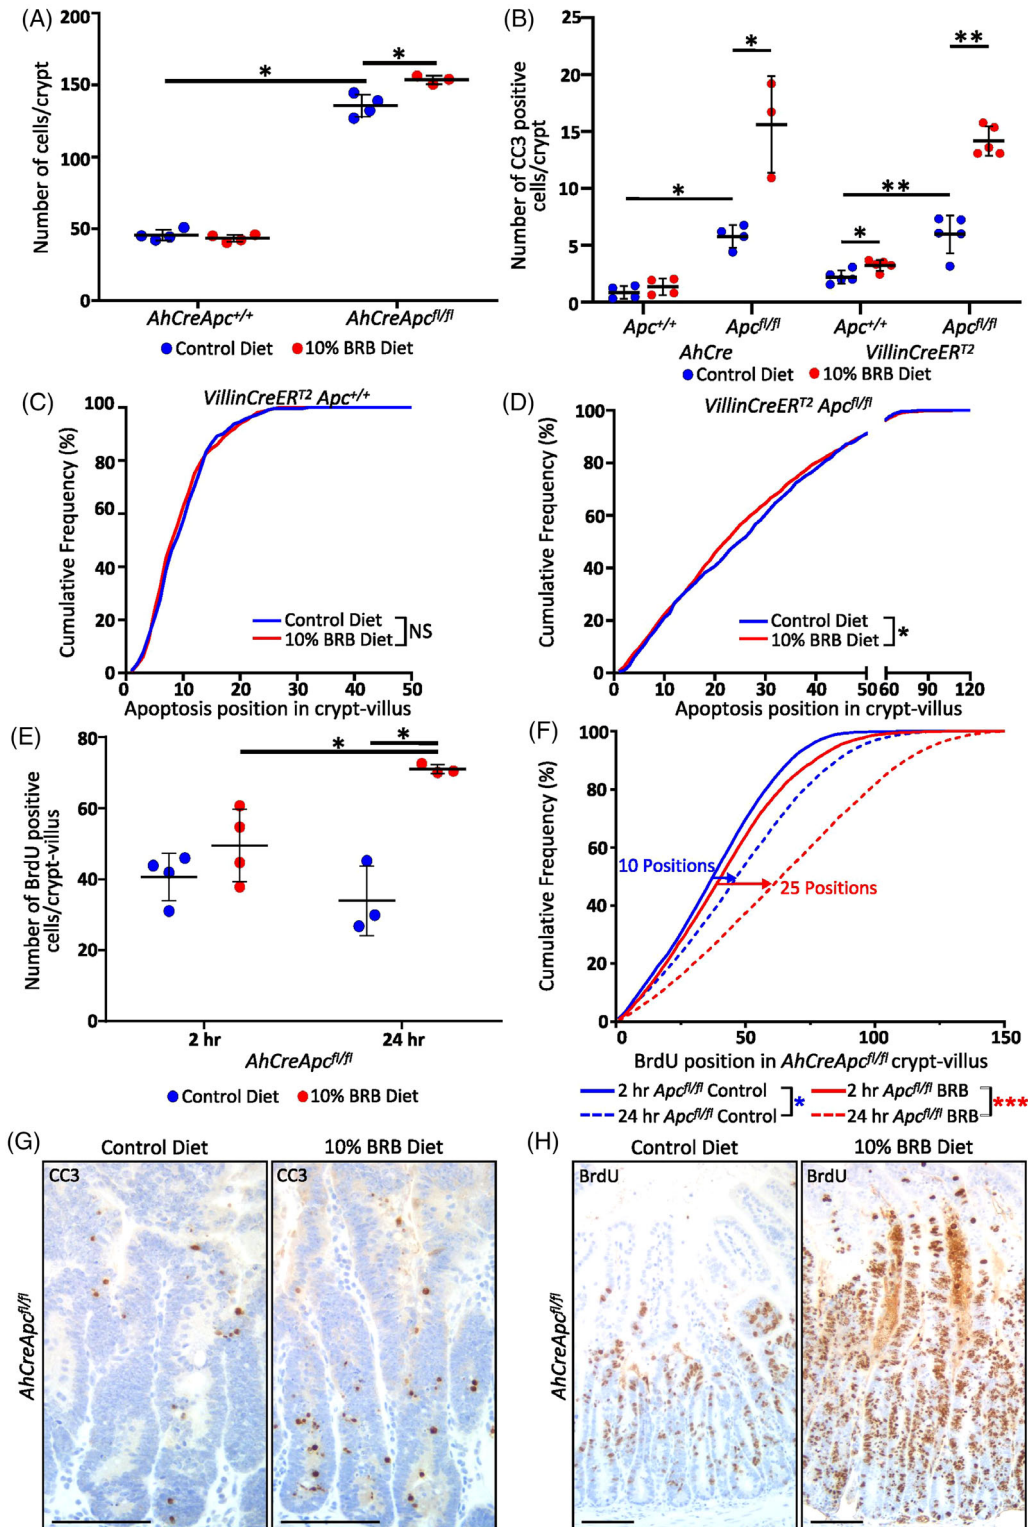 (A)
Number of cells/crypt
200
150
100
50
0
*
*
AhCreApc+/+
AhCreApcfl/fl
Control Diet
10% BRB Diet
(B)
Number of CC3 positive
cells/crypt
25
20
15
10
5
0
*
*
**
*
**
Apc+/+
Apcfl/fl
Apc+/+
Apcfl/fl
AhCre
VillinCreERT2
Control Diet
10% BRB Diet
(C)
VillinCreERT2 Apc+/+
Cumulative Frequency (%)
100
80
60
40
20
0
Control Diet
10% BRB Diet
NS
0 10 20 30 40 50
Apoptosis position in crypt-villus
(D)
VillinCreERT2 Apcfl/fl
Cumulative Frequency (%)
100
80
60
40
20
0
Control Diet
10% BRB Diet
*
0 10 20 30 40 50 60 90 120
Apoptosis position in crypt-villus
(E)
Number of BrdU positive
cells/crypt-villus
80
60
40
20
0
*
*
2 hr
24 hr
AhCreApcfl/fl
Control Diet
10% BRB Diet
(F)
Cumulative Frequency (%)
100
80
60
40
20
0
10 Positions
25 Positions
0 50 100 150
BrdU position in AhCreApcfl/fl crypt-villus
2 hr Apcfl/fl Control
24 hr Apcfl/fl Control
*
2 hr Apcfl/fl BRB
24 hr Apcfl/fl BRB
***
(G)
Control Diet
10% BRB Diet
CC3
CC3
AhCreApcfl/fl
(H)
Control Diet
10% BRB Diet
BrdU
BrdU
AhCreApcfl/fl